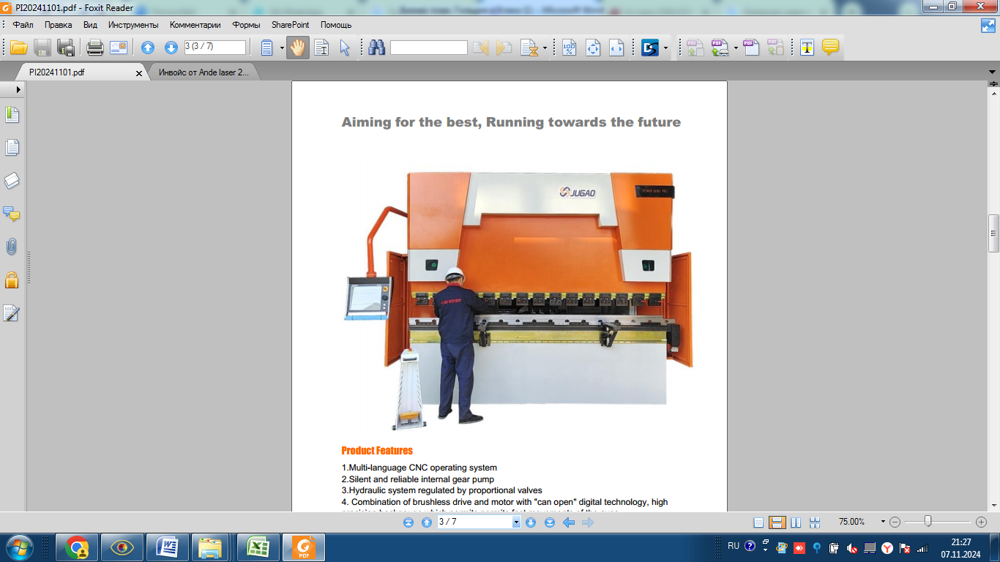 PI20241101.pdf - Foxit Reader
Файл Правка Вид Инструменты Комментарии Формы SharePoint Помощь
3 (3 / 7)
PI20241101.pdf
Инвойс от Ande laser 2...
Aiming for the best, Running towards the future
JUGAO
Product Features
1.Multi-language CNC operating system
2.Silent and reliable internal gear pump
3.Hydraulic system regulated by proportional valves
4. Combination of brushless drive and motor with "can open" digital technology, high
3 / 7
75.00%
RU
21:27
07.11.2024